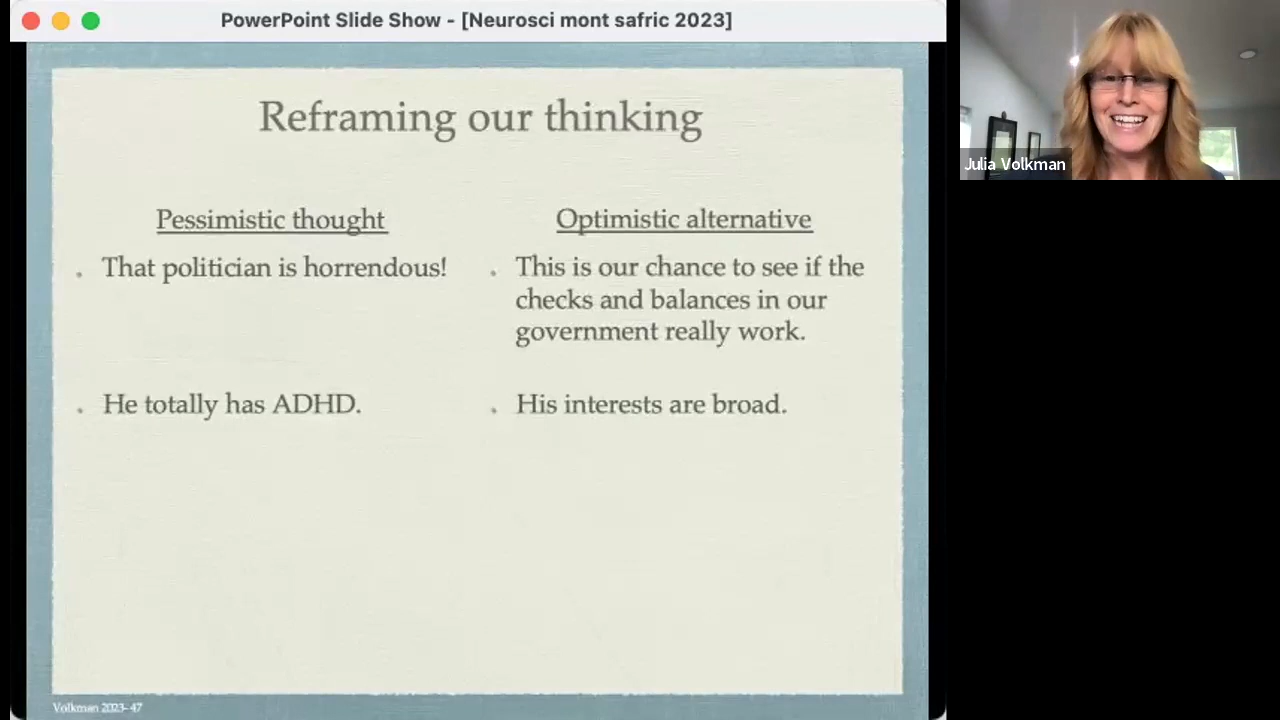 PowerPoint Slide Show - [Neurosci mont safric 2023]
Julia Volkman
Reframing our thinking
Pessimistic thought
Optimistic alternative
That politician is horrendous!
This is our chance to see if the
checks and balances in our
government really work.
He totally has ADHD.
His interests are broad.
Volkman 2023- 47